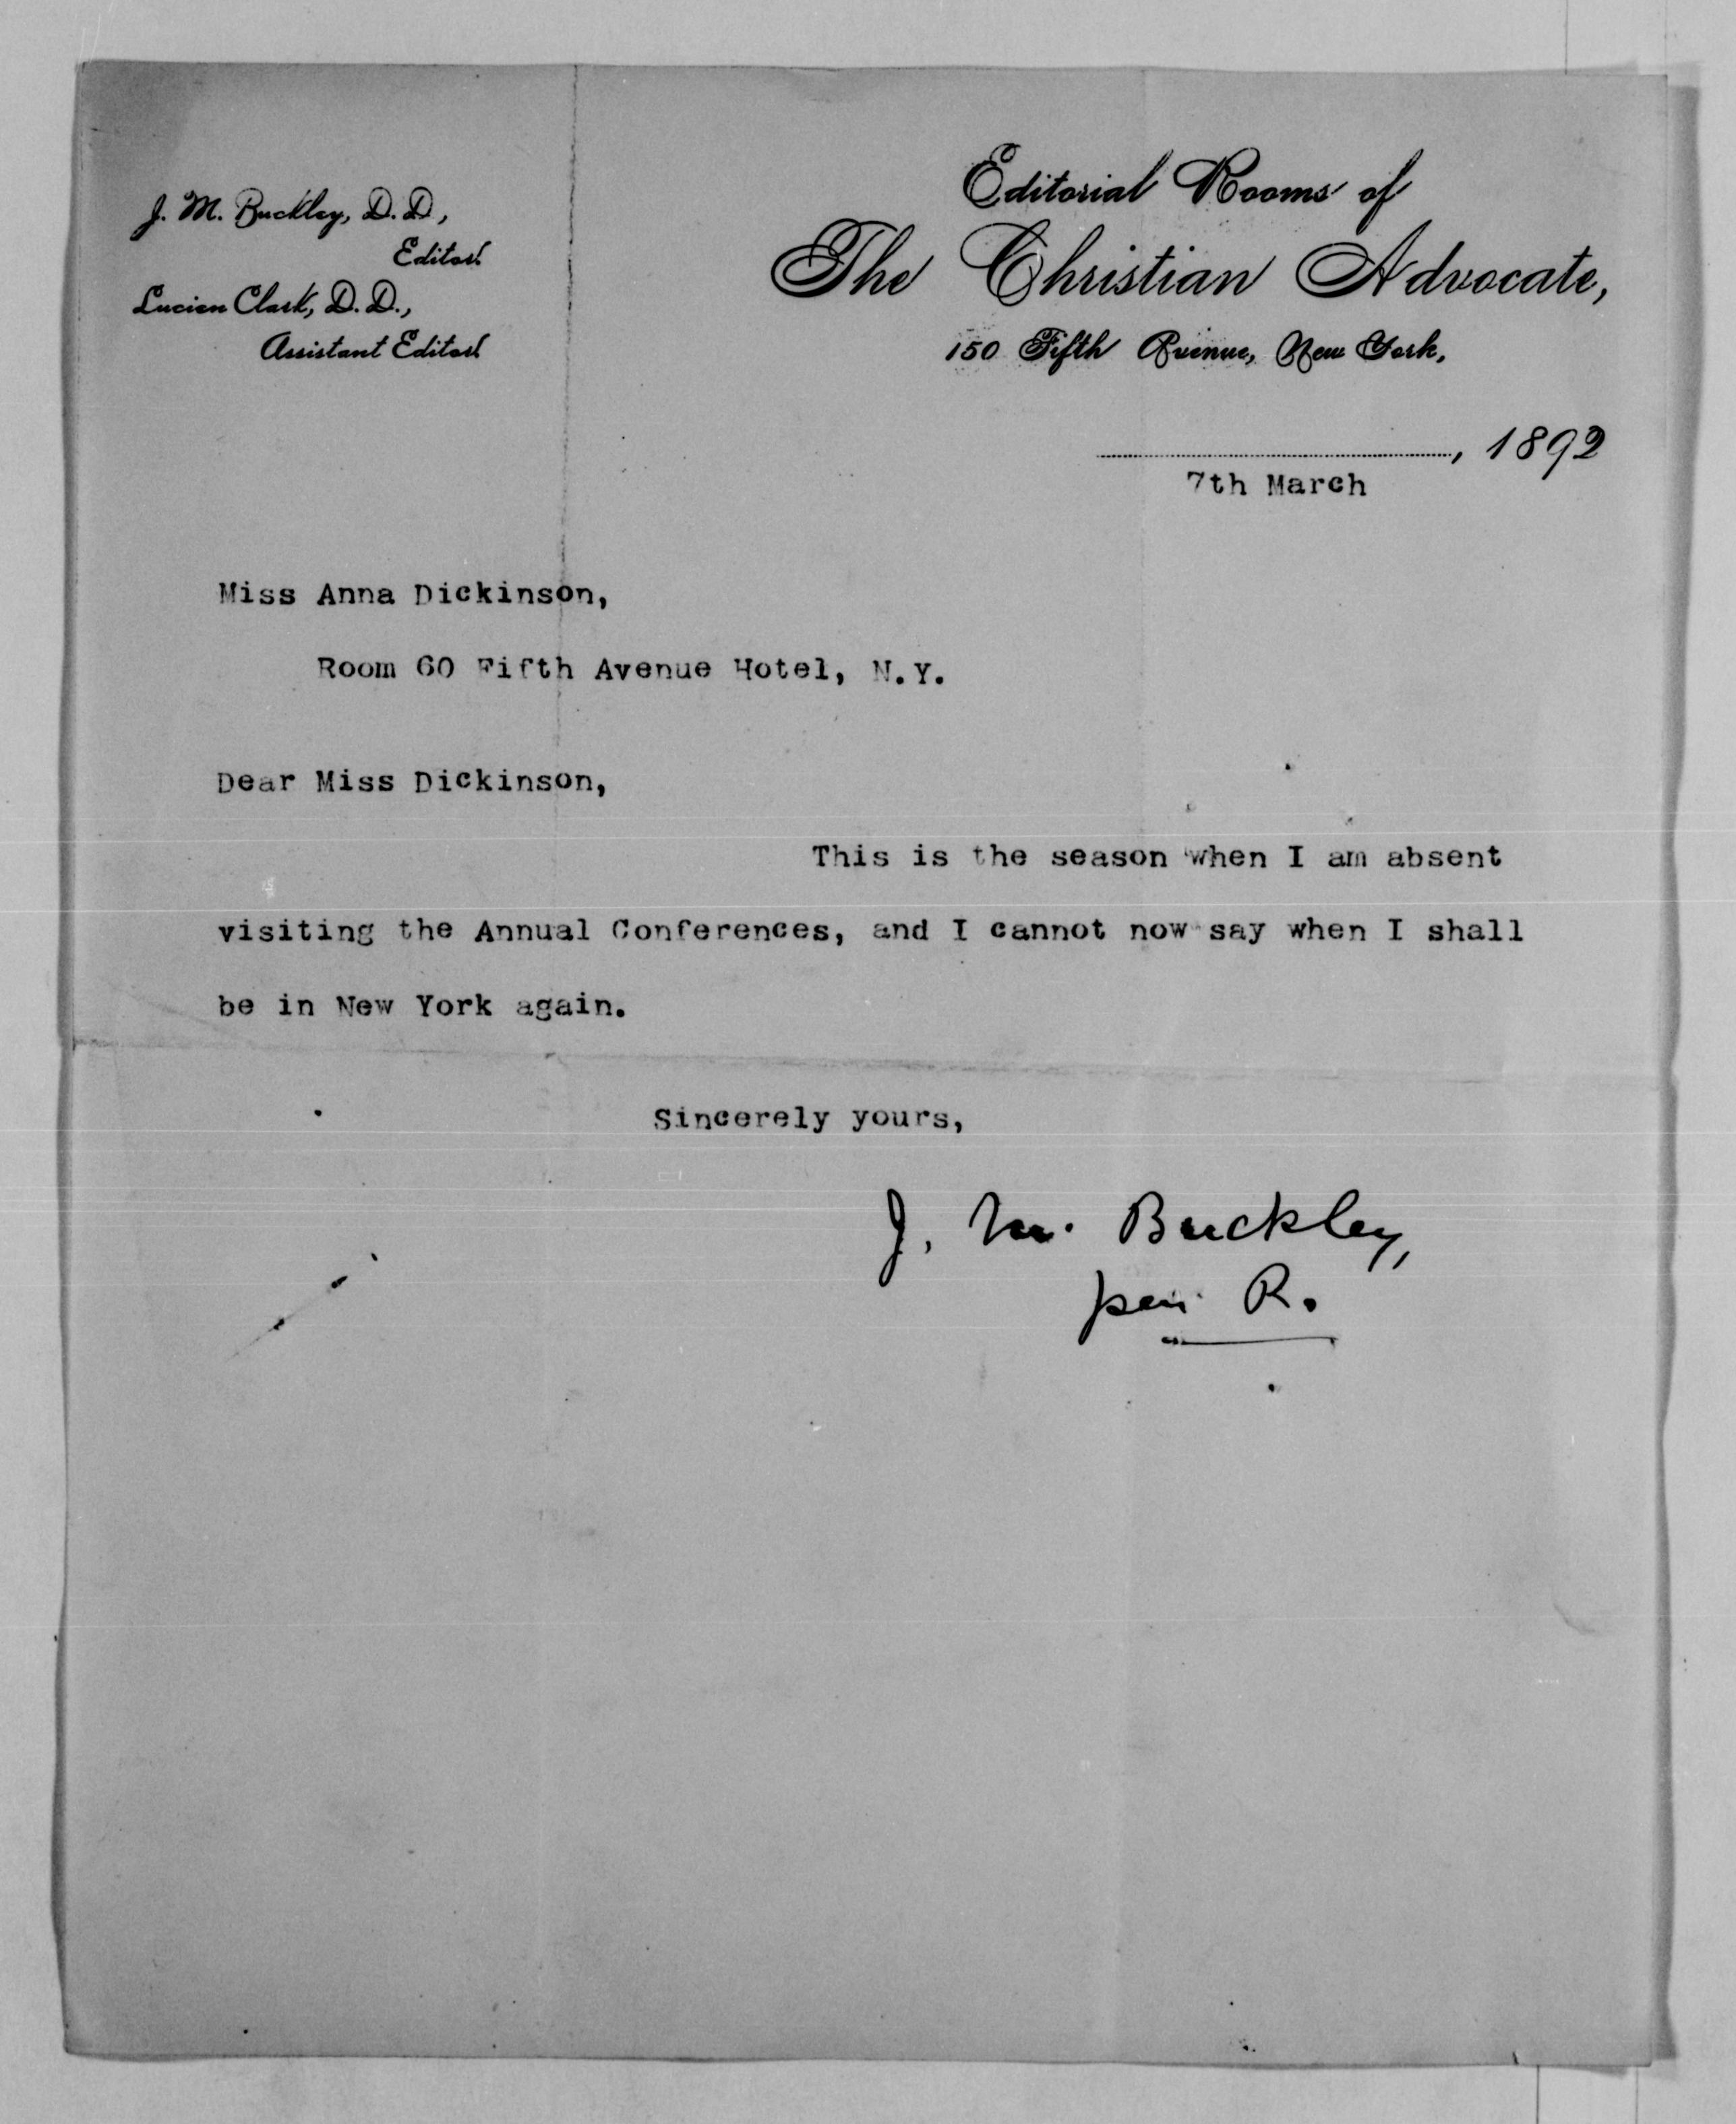 J. M. Buckley, D. D.,
Editor.
Lucien Clark, D. D.,
Assistant Editor.
Editorial Rooms of
The Christian Advocate,
150 Fifth Avenue, New York,
, 1892
7th March
Miss Anna Dickinson,
Room 60 Fifth Avenue Hotel, N.Y.
Dear Miss Dickinson,
This is the season when I am absent
visiting the Annual Conferences, and I cannot now say when I shall
be in New York again.
Sincerely yours,
J. M. Buckley,
per R.